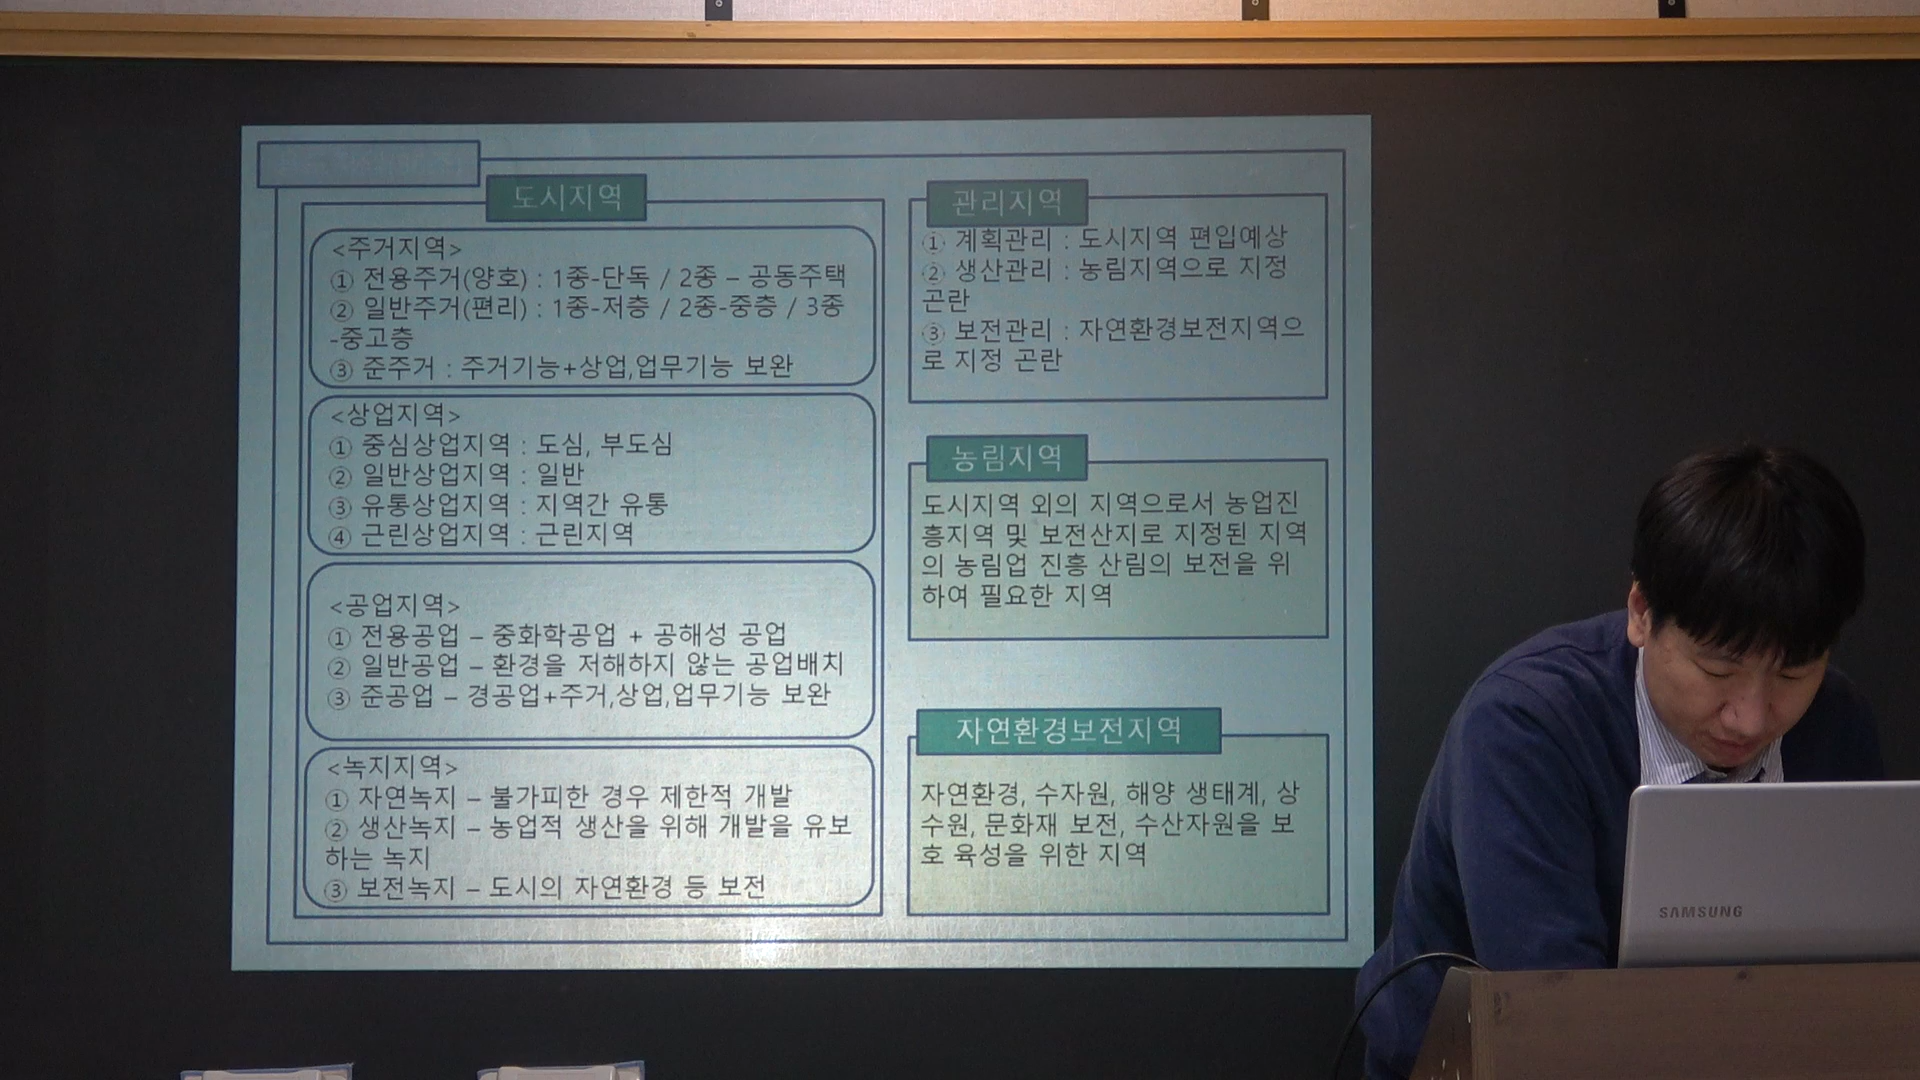 도시지역
<주거지역>
① 전용주거(양호) : 1종-단독 / 2종 – 공동주택
② 일반주거(편리) : 1종-저층 / 2종-중층 / 3종
-중고층
③ 준주거 : 주거기능+상업,업무기능 보완
<상업지역>
① 중심상업지역 : 도심, 부도심
② 일반상업지역 : 일반
③ 유통상업지역 : 지역간 유통
④ 근린상업지역 : 근린지역
<공업지역>
① 전용공업 – 중화학공업 + 공해성 공업
② 일반공업 – 환경을 저해하지 않는 공업배치
③ 준공업 – 경공업+주거,상업,업무기능 보완
<녹지지역>
① 자연녹지 – 불가피한 경우 제한적 개발
② 생산녹지 – 농업적 생산을 위해 개발을 유보
하는 녹지
③ 보전녹지 – 도시의 자연환경 등 보전
관리지역
① 계획관리 : 도시지역 편입예상
② 생산관리 : 농림지역으로 지정
곤란
③ 보전관리 : 자연환경보전지역으
로 지정 곤란
농림지역
도시지역 외의 지역으로서 농업진
흥지역 및 보전산지로 지정된 지역
의 농림업 진흥 산림의 보전을 위
하여 필요한 지역
자연환경보전지역
자연환경, 수자원, 해양 생태계, 상
수원, 문화재 보전, 수산자원을 보
호 육성을 위한 지역
SAMSUNG